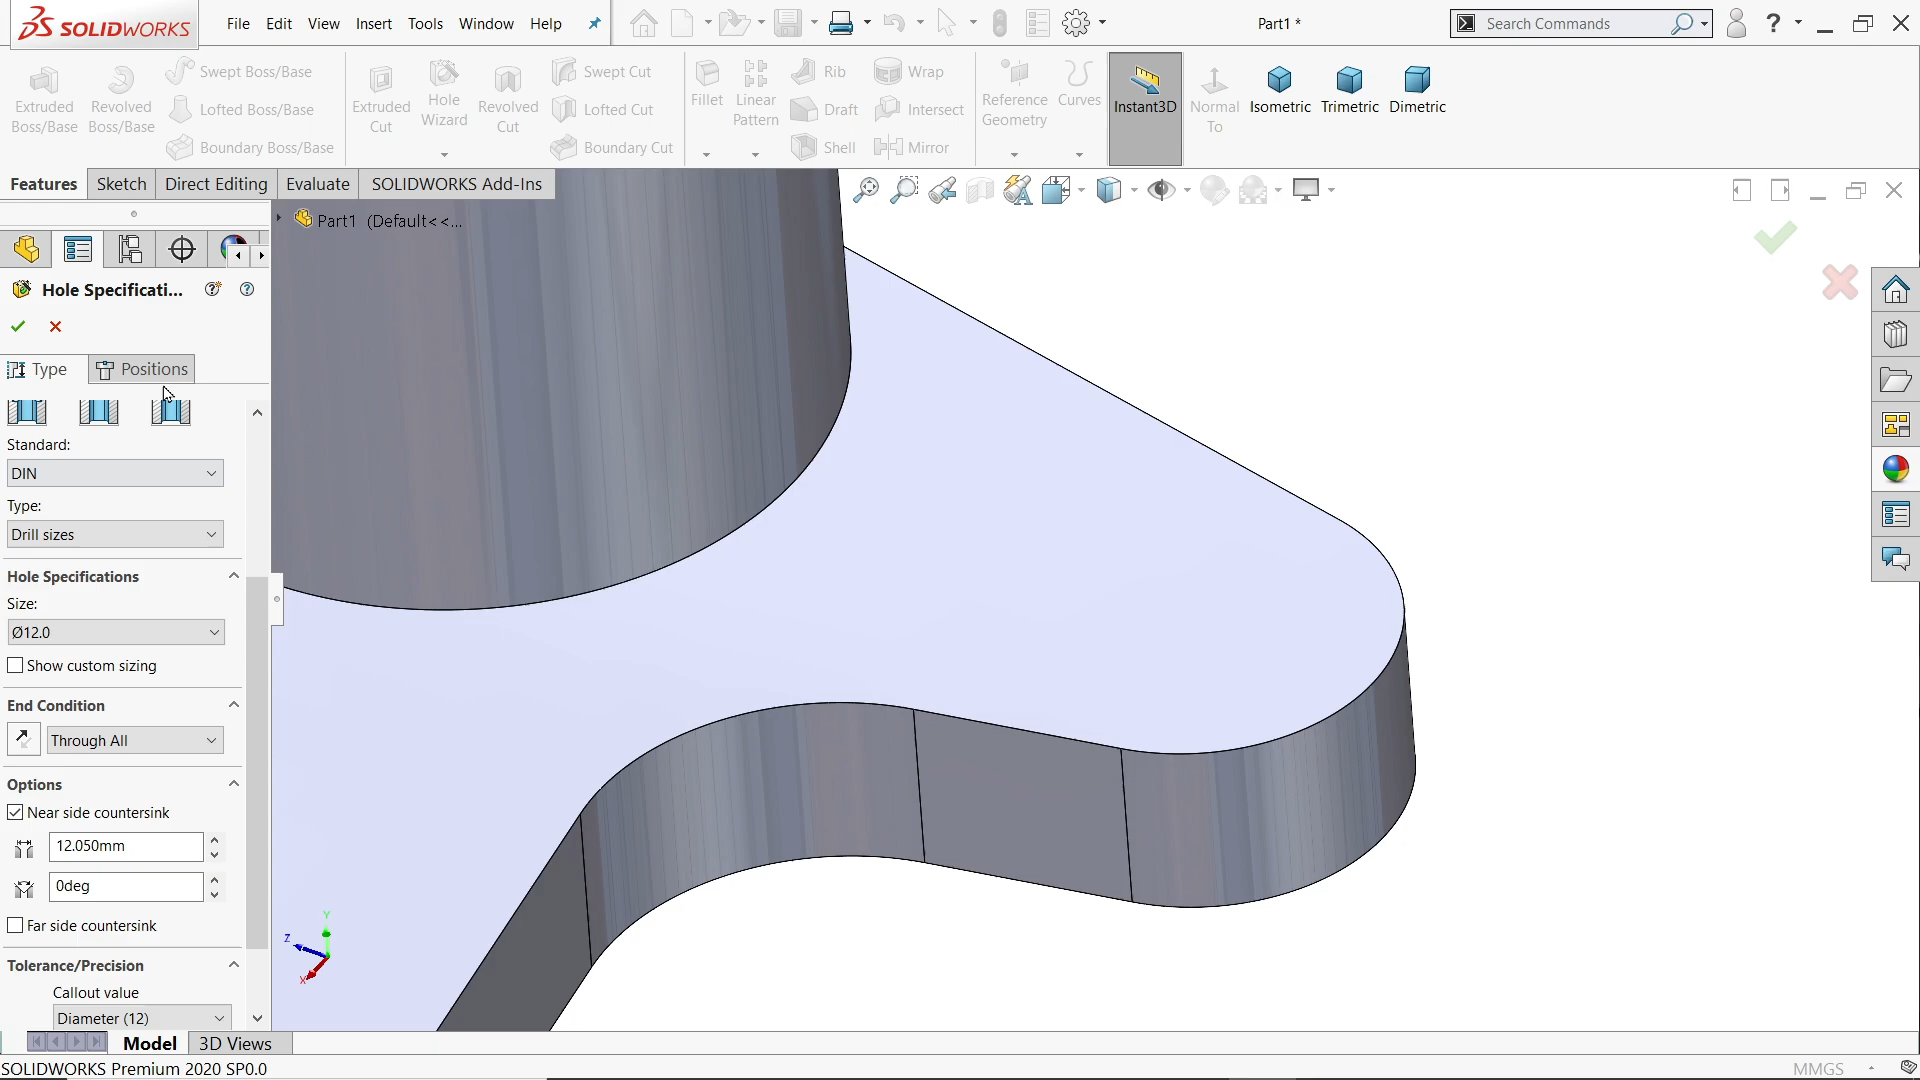 SOLIDWORKS
File Edit View Insert Tools Window Help
Part1 *
Search Commands
Extruded Boss/Base
Revolved Boss/Base
Swept Boss/Base
Lofted Boss/Base
Boundary Boss/Base
Extruded Cut
Hole Wizard
Revolved Cut
Swept Cut
Lofted Cut
Boundary Cut
Fillet
Linear Pattern
Rib
Draft
Shell
Wrap
Intersect
Mirror
Reference Geometry
Curves
Instant3D
Normal To
Isometric
Trimetric
Dimetric
Features Sketch Direct Editing Evaluate SOLIDWORKS Add-Ins
Part1 (Default<<...
Hole Specificati...
Type Positions
Standard:
DIN
Type:
Drill sizes
Hole Specifications
Size:
Ø12.0
Show custom sizing
End Condition
Through All
Options
Near side countersink
12.050mm
0deg
Far side countersink
Tolerance/Precision
Callout value
Diameter (12)
Y
Z
X
Model 3D Views
SOLIDWORKS Premium 2020 SP0.0
MMGS